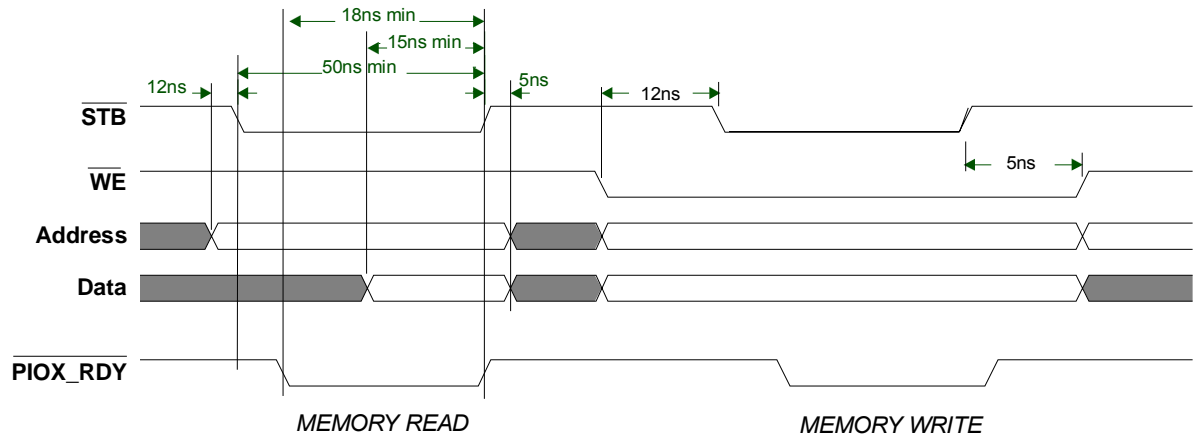 18ns min
15ns min
50ns min
12ns
5ns
12ns
STB
5ns
WE
Address
Data
PIOX_RDY
MEMORY READ
MEMORY WRITE